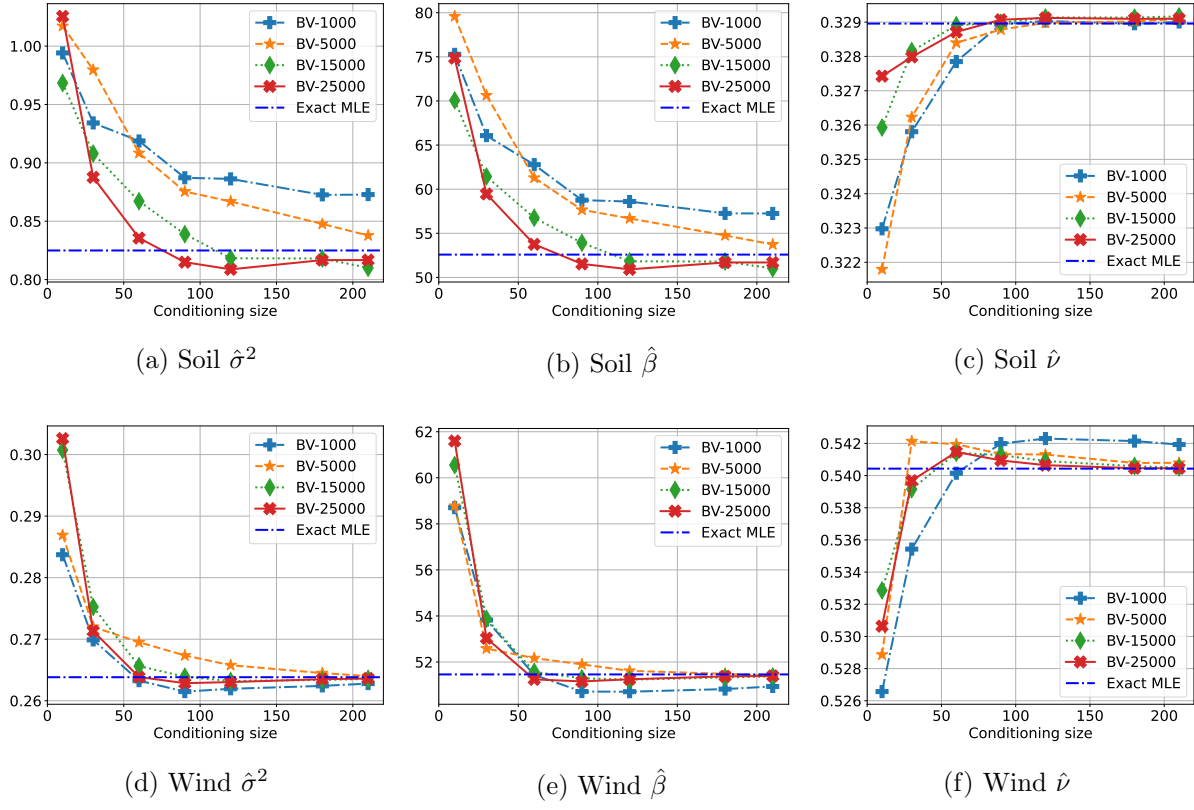 1.00
0.95
0.90
0.85
0.80
0 50 100 150 200
Conditioning size
BV-1000
BV-5000
BV-15000
BV-25000
Exact MLE
(a) Soil σ̂²
80
75
70
65
60
55
50
0 50 100 150 200
Conditioning size
BV-1000
BV-5000
BV-15000
BV-25000
Exact MLE
(b) Soil β̂
0.329
0.329
0.327
0.326
0.324
0.323
0.322
0 50 100 150 200
Conditioning size
BV-1000
BV-5000
BV-15000
BV-25000
Exact MLE
(c) Soil ν̂
0.30
0.29
0.28
0.27
0.26
0 50 100 150 200
Conditioning size
BV-1000
BV-5000
BV-15000
BV-25000
Exact MLE
(d) Wind σ̂²
62
60
58
56
54
52
0 50 100 150 200
Conditioning size
BV-1000
BV-5000
BV-15000
BV-25000
Exact MLE
(e) Wind β̂
0.542
0.540
0.538
0.536
0.534
0.532
0.530
0.528
0.526
0 50 100 150 200
Conditioning size
BV-1000
BV-5000
BV-15000
BV-25000
Exact MLE
(f) Wind ν̂